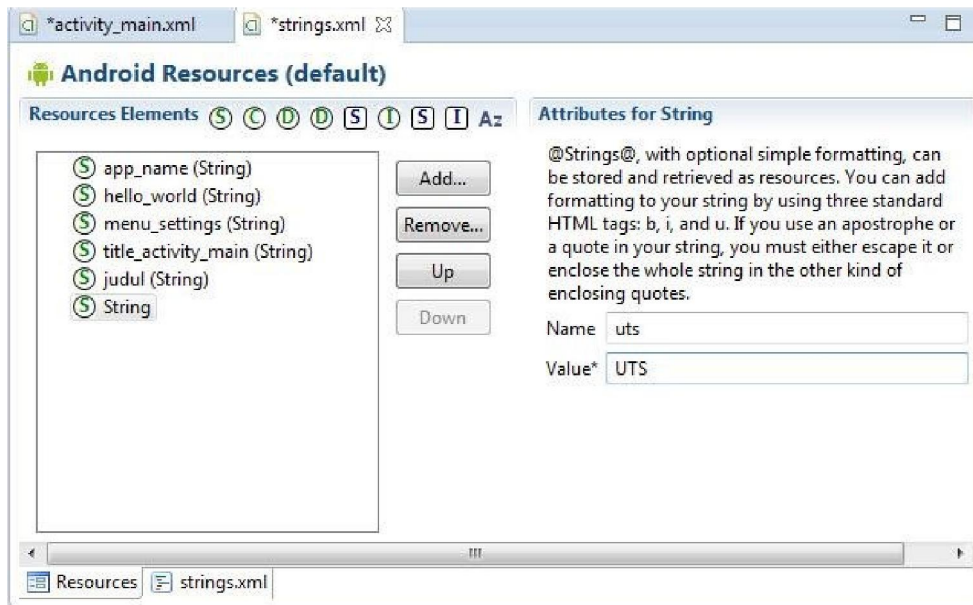 *activity_main.xml
*strings.xml
Android Resources (default)
Resources Elements S C D D S I S I Az
Attributes for String
S app_name (String)
S hello_world (String)
S menu_settings (String)
S title_activity_main (String)
S judul (String)
S String
Add...
Remove...
Up
Down
@Strings@, with optional simple formatting, can
be stored and retrieved as resources. You can add
formatting to your string by using three standard
HTML tags: b, i, and u. If you use an apostrophe or
a quote in your string, you must either escape it or
enclose the whole string in the other kind of
enclosing quotes.
Name uts
Value* UTS
Resources
strings.xml